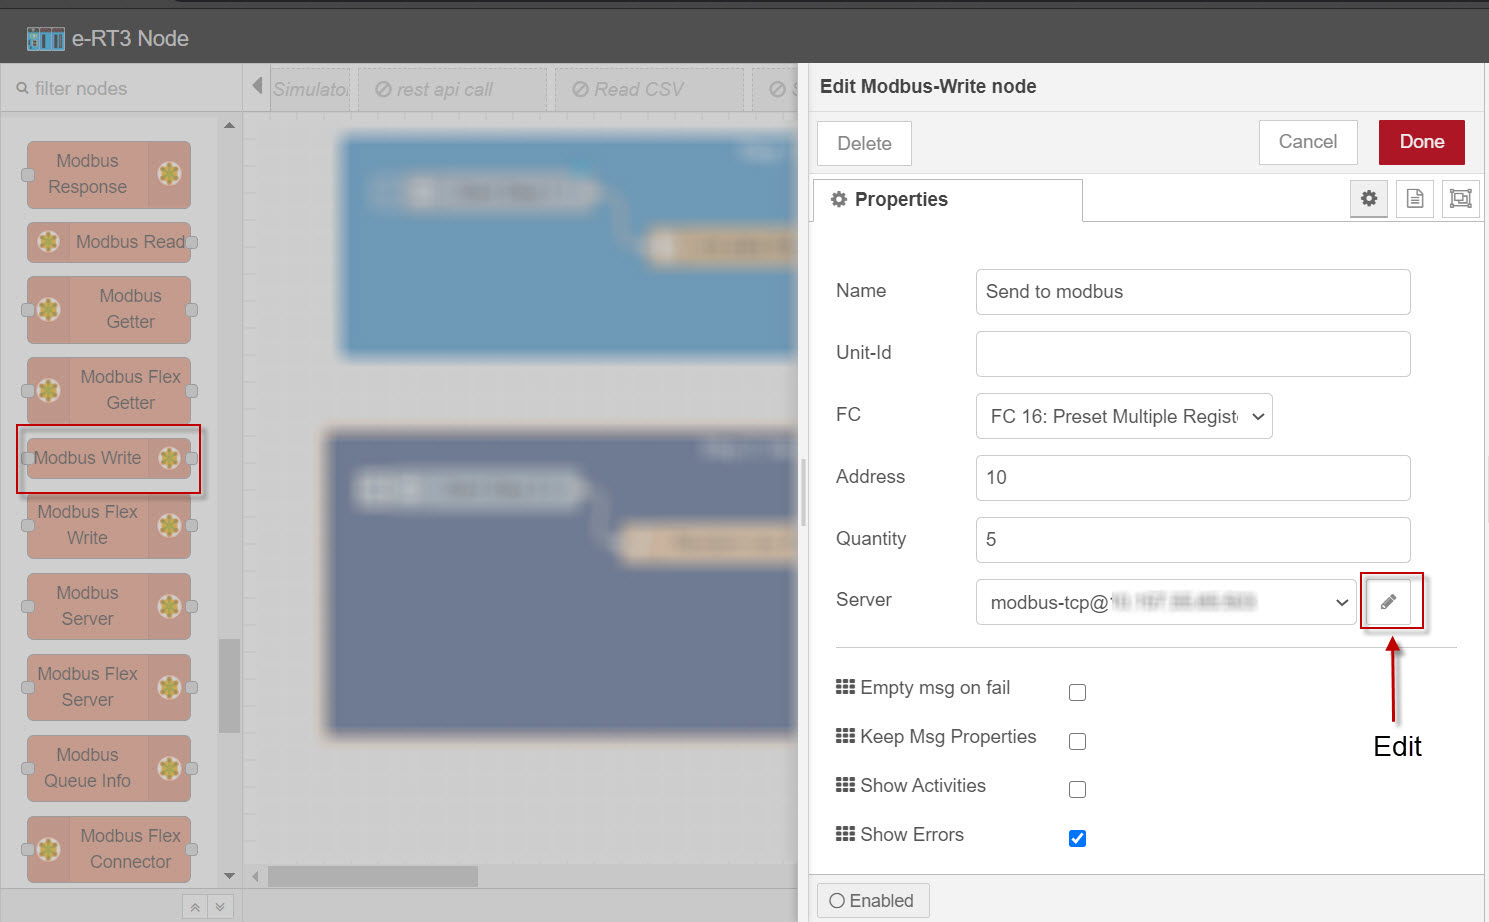 e-RT3 Node
filter nodes
Simulator
rest api call
Read CSV
Modbus
Response
Modbus Read
Modbus
Getter
Modbus Flex
Getter
Modbus Write
Modbus Flex
Write
Modbus
Server
Modbus Flex
Server
Modbus
Queue Info
Modbus Flex
Connector
Edit Modbus-Write node
Delete
Cancel
Done
Properties
Name
Send to modbus
Unit-Id
FC
FC 16: Preset Multiple Regist
Address
10
Quantity
5
Server
modbus-tcp@
Edit
Empty msg on fail
Keep Msg Properties
Show Activities
Show Errors
Enabled